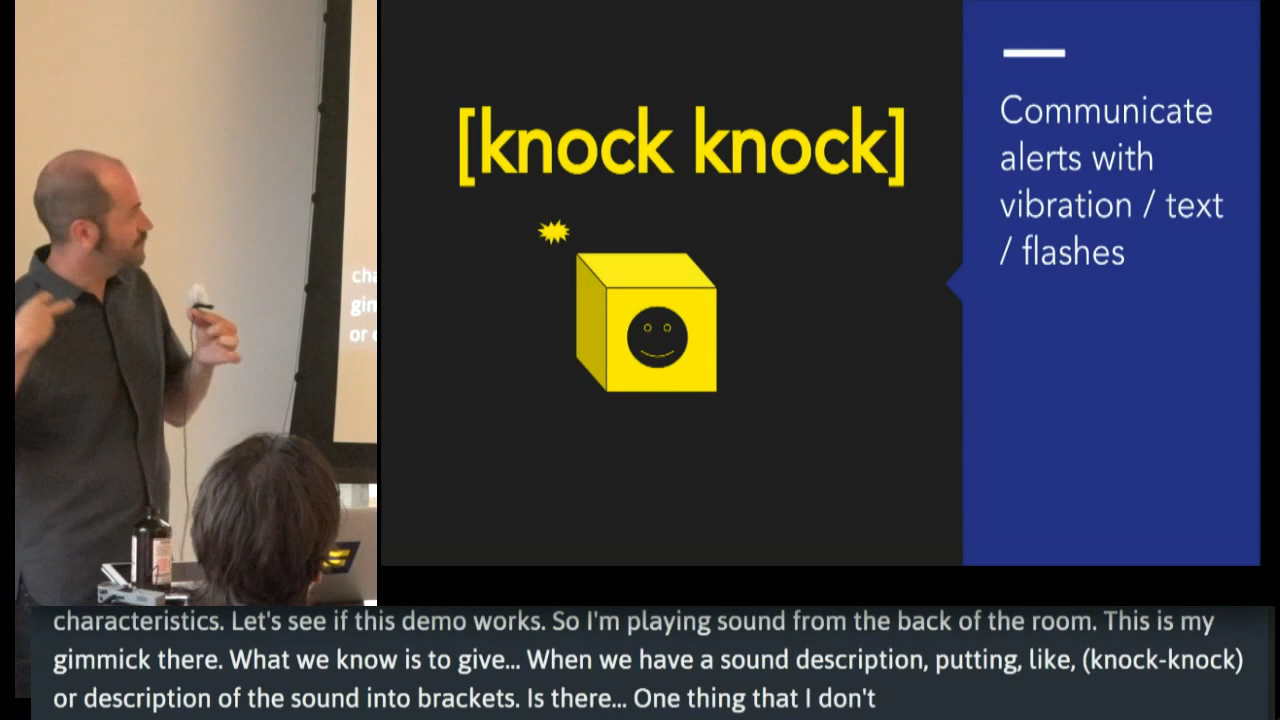 [knock knock]
Communicate
alerts with
vibration / text
/ flashes
cha
gin
or
characteristics. Let's see if this demo works. So I'm playing sound from the back of the room. This is my
gimmick there. What we know is to give... When we have a sound description, putting, like, (knock-knock)
or description of the sound into brackets. Is there... One thing that I don't